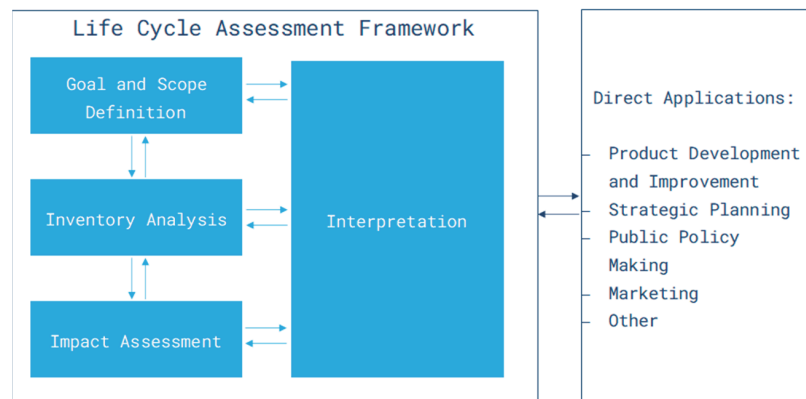 Life Cycle Assessment Framework
Goal and Scope
Definition
Inventory Analysis
Impact Assessment
Interpretation
Direct Applications:
– Product Development
and Improvement
– Strategic Planning
– Public Policy
Making
– Marketing
– Other